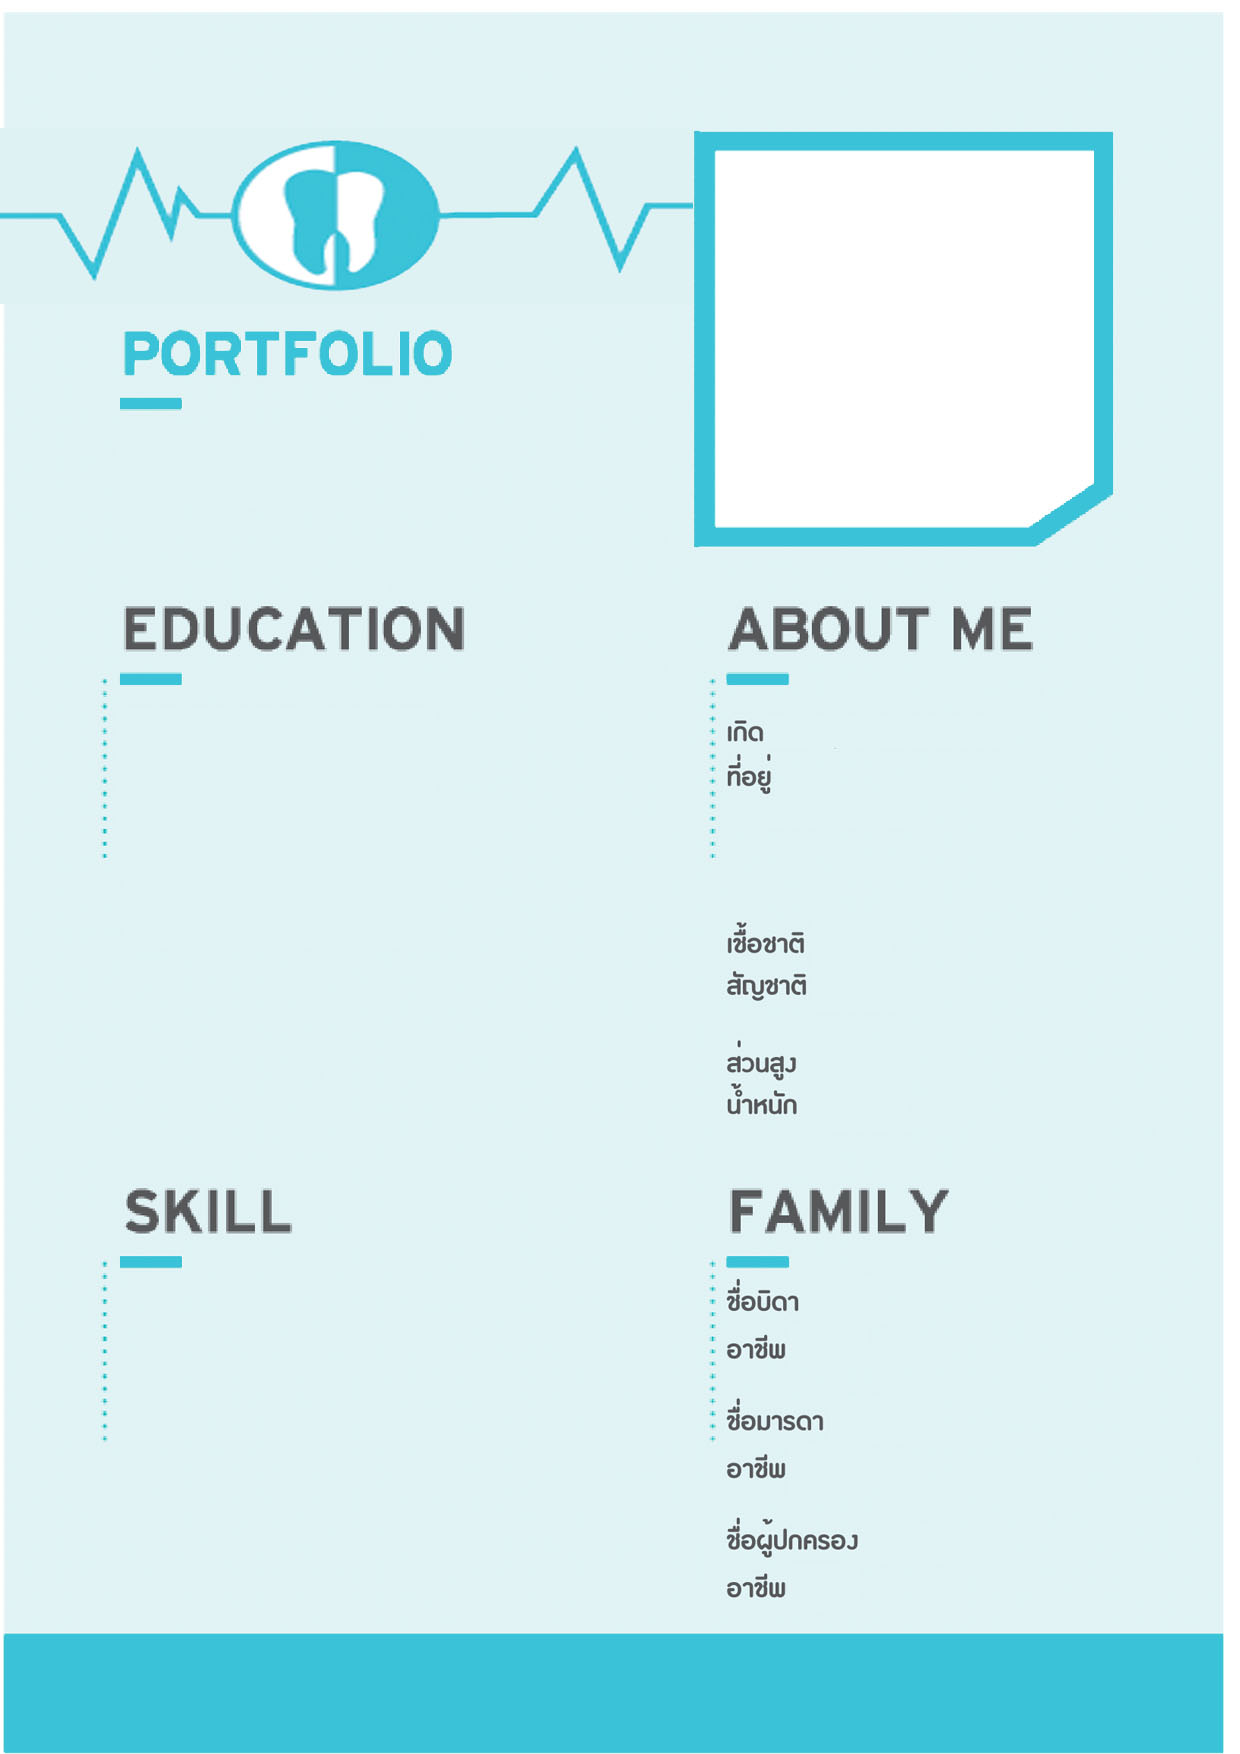 PORTFOLIO
EDUCATION
ABOUT ME
เกิด
ที่อยู่
เชื้อชาติ
สัญชาติ
ส่วนสูง
น้ำหนัก
SKILL
FAMILY
ชื่อบิดา
อาชีพ
ชื่อมารดา
อาชีพ
ชื่อผู้ปกครอง
อาชีพ